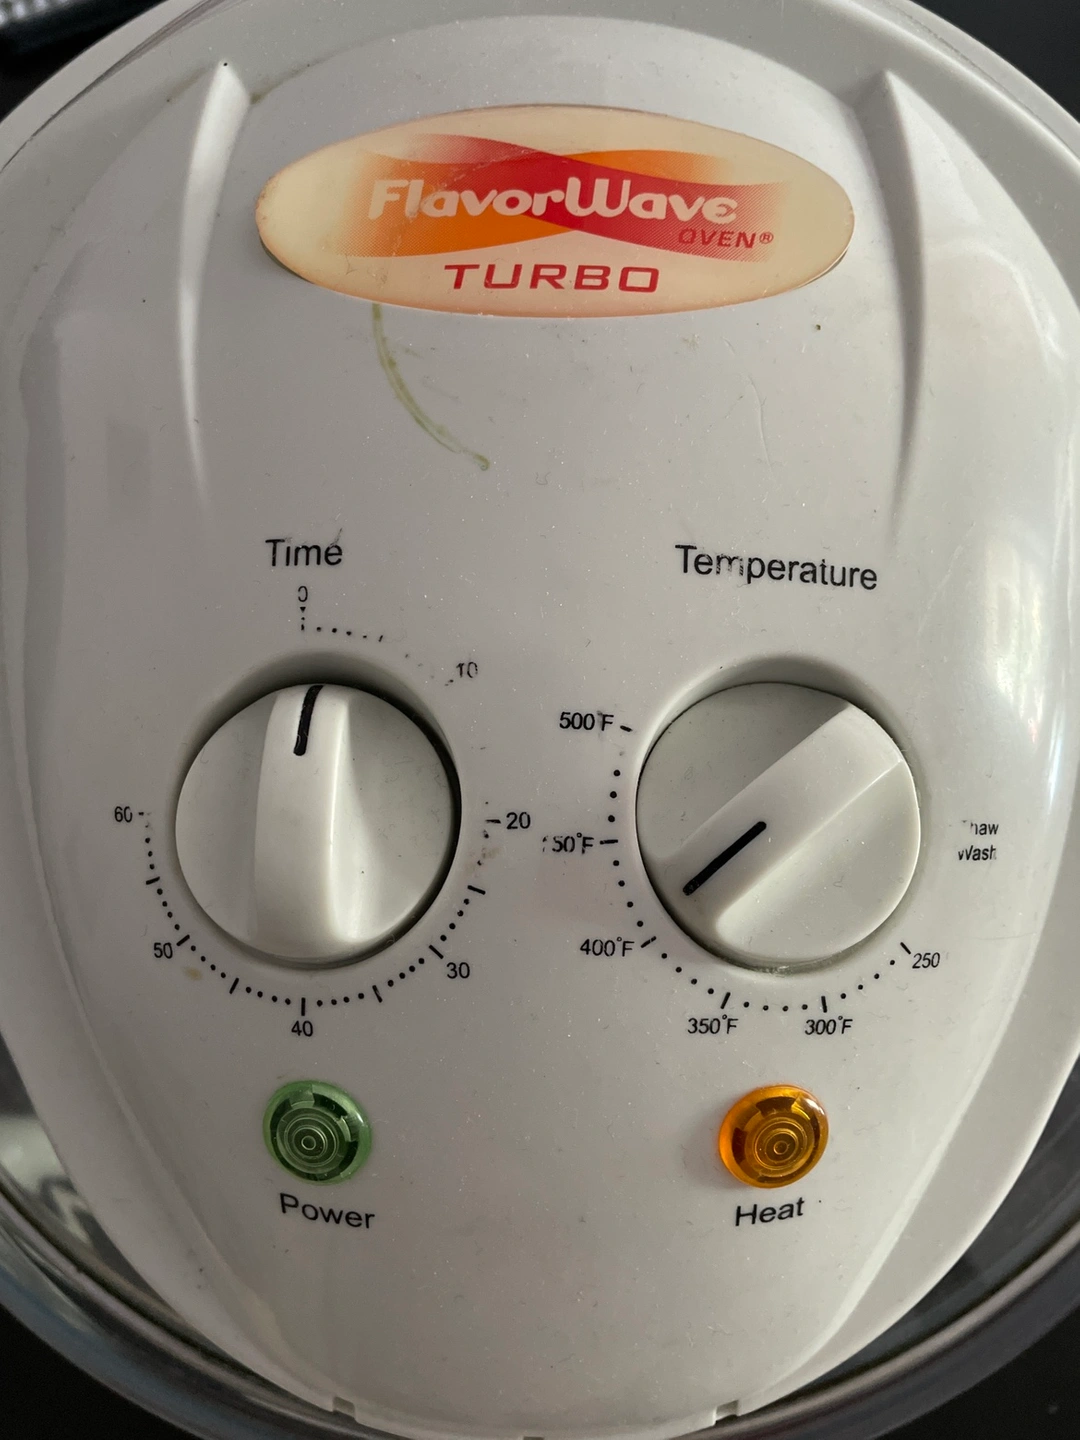 FlavorWave
OVEN®
TURBO
Time
Temperature
0
10
20
30
40
50
60
500°F
400°F
350°F
300°F
250
Power
Heat